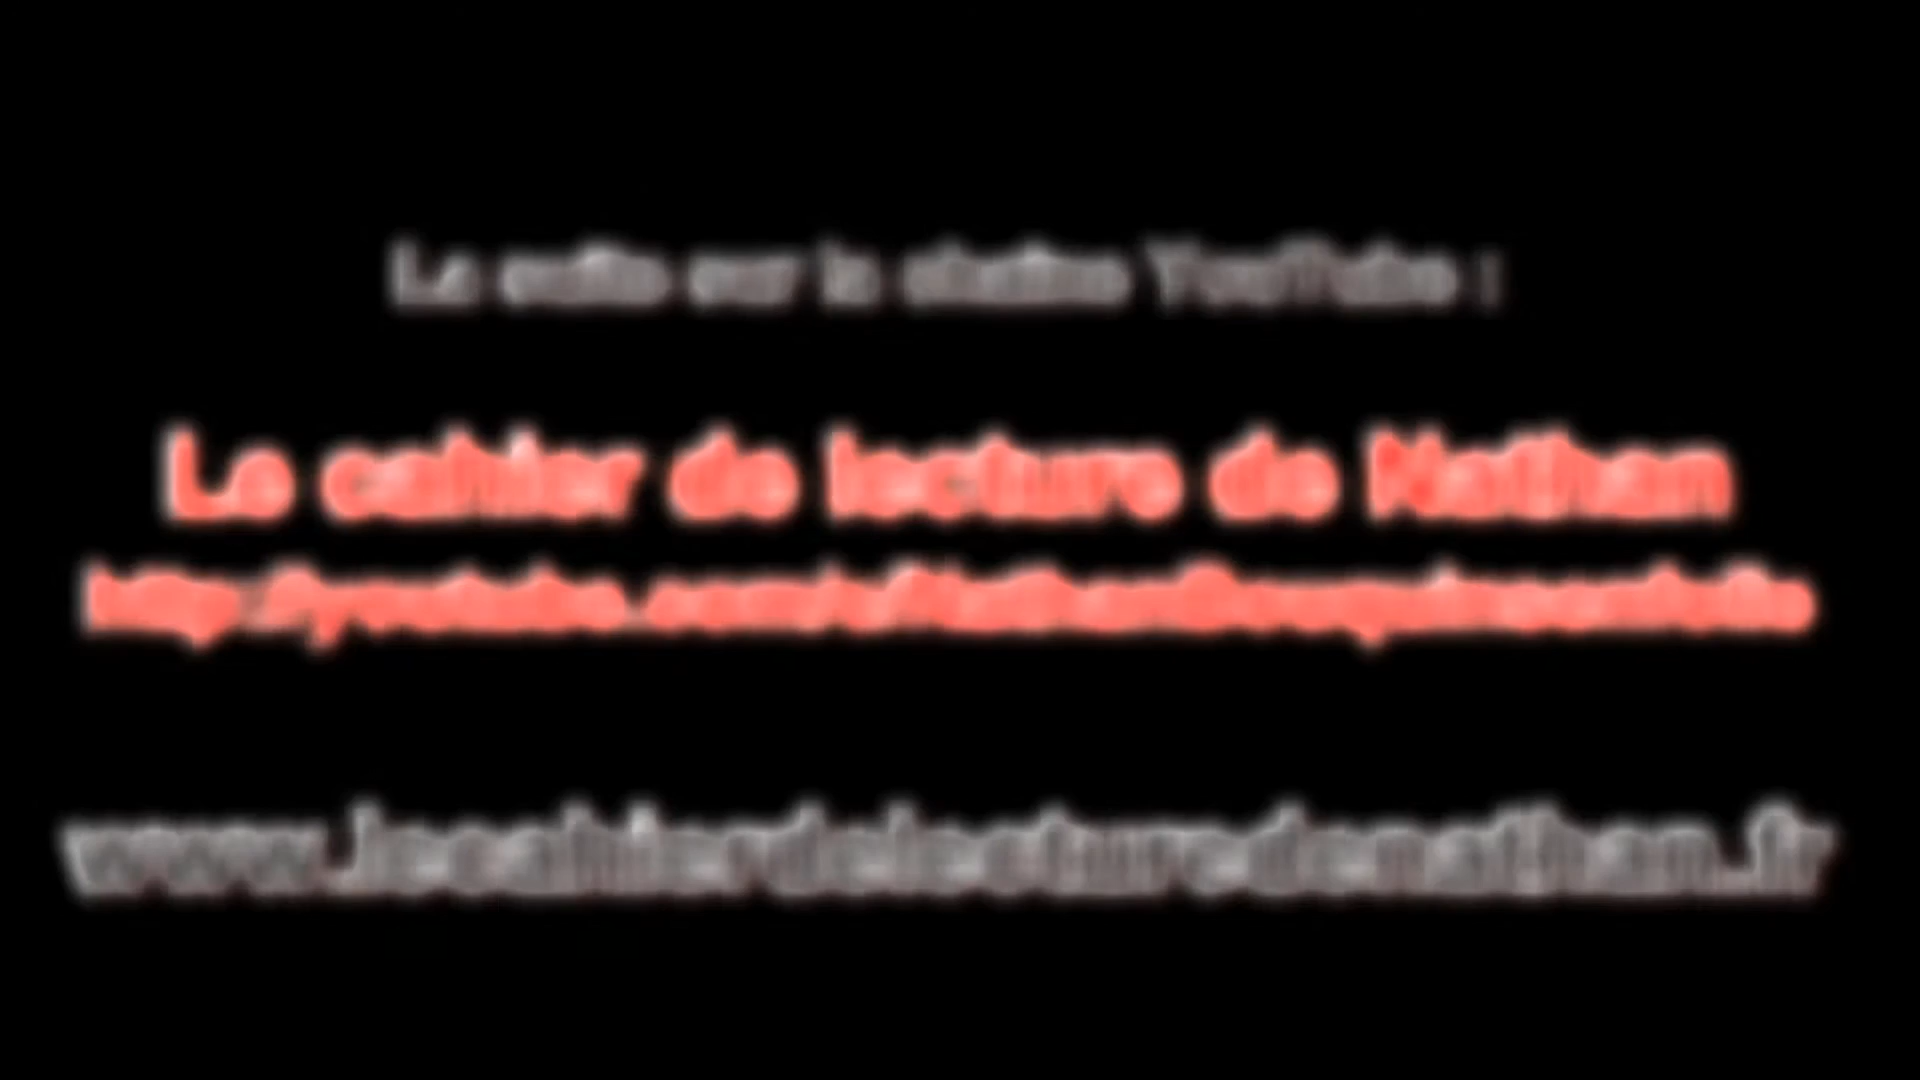 La suite sur la chaîne YouTube :
Le cahier de lecture de Nathan
www.lecahierdelecturedenathan.fr